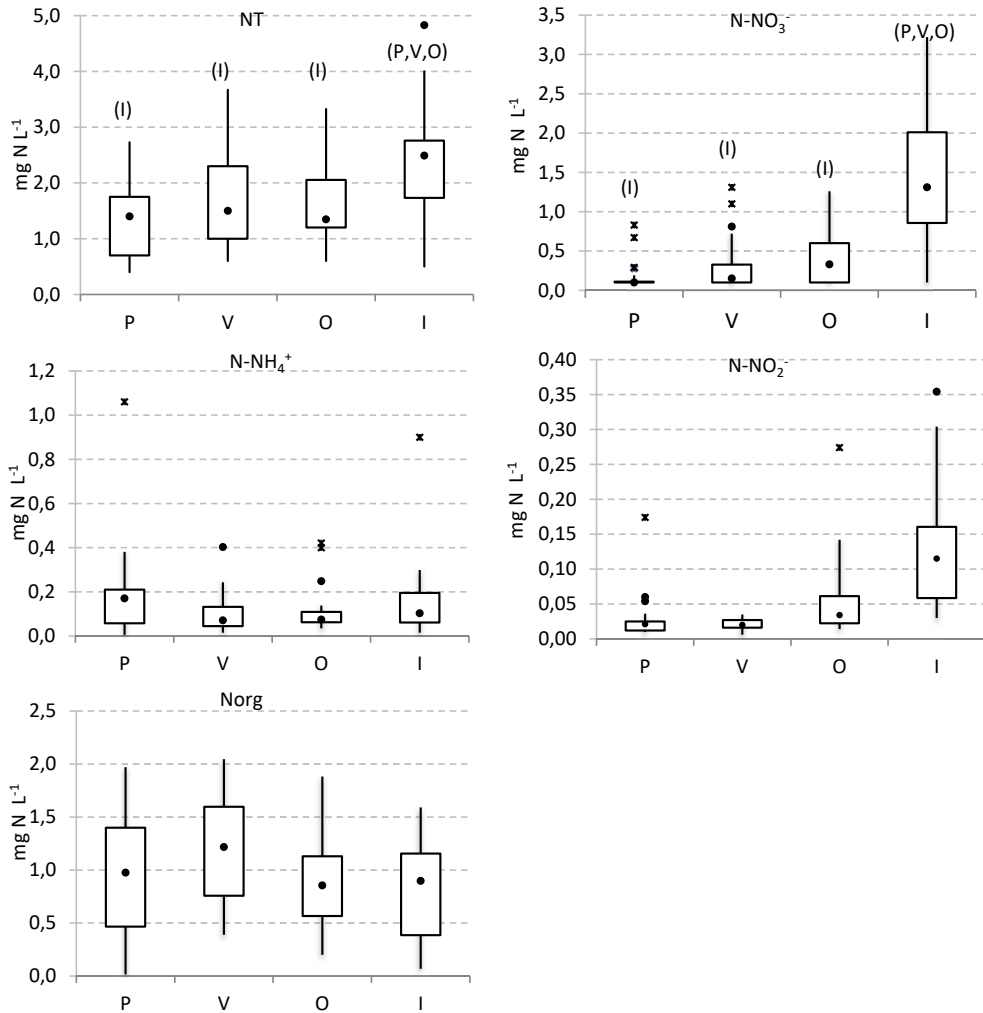 NT
5,0
4,0
3,0
2,0
1,0
0,0
mg N L⁻¹
(I)
(I)
(I)
(P,V,O)
P V O I
N-NO₃⁻
3,5
3,0
2,5
2,0
1,5
1,0
0,5
0,0
mg N L⁻¹
(I)
(I)
(I)
(P,V,O)
P V O I
N-NH₄⁺
1,2
1,0
0,8
0,6
0,4
0,2
0,0
mg N L⁻¹
P V O I
N-NO₂⁻
0,40
0,35
0,30
0,25
0,20
0,15
0,10
0,05
0,00
mg N L⁻¹
P V O I
Norg
2,5
2,0
1,5
1,0
0,5
0,0
mg N L⁻¹
P V O I